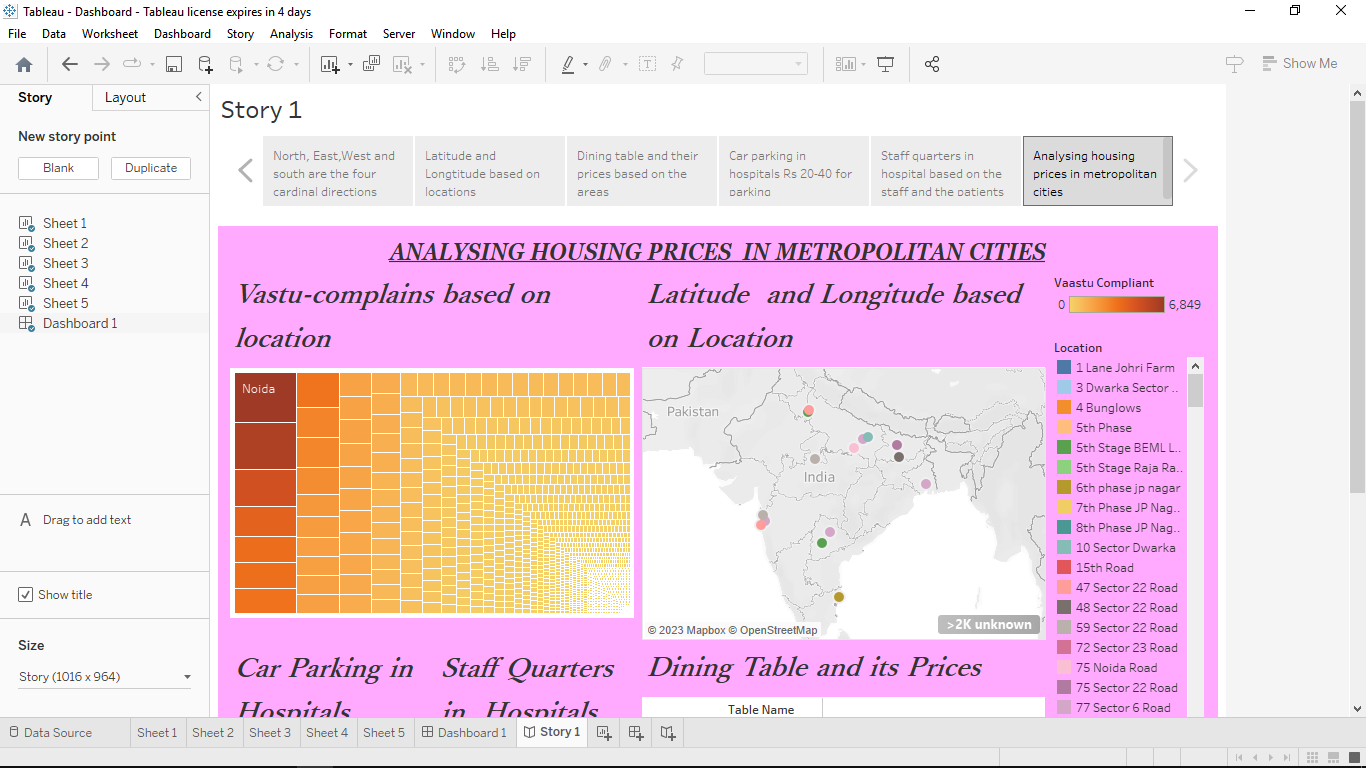 Tableau - Dashboard - Tableau license expires in 4 days
File Data Worksheet Dashboard Story Analysis Format Server Window Help
Show Me
Story Layout
New story point
Blank Duplicate
Sheet 1
Sheet 2
Sheet 3
Sheet 4
Sheet 5
Dashboard 1
A Drag to add text
Show title
Size
Story (1016 x 964)
Story 1
North, East,West and
south are the four
cardinal directions
Latitude and
Longtitude based on
locations
Dining table and their
prices based on the
areas
Car parking in
hospitals Rs 20-40 for
parking
Staff quarters in
hospital based on the
staff and the patients
Analysing housing
prices in metropolitan
cities
ANALYSING HOUSING PRICES IN METROPOLITAN CITIES
Vastu-complains based on
location
Noida
Latitude and Longitude based
on Location
Pakistan
India
© 2023 Mapbox © OpenStreetMap
>2K unknown
Vaastu Compliant
0 6,849
Location
1 Lane Johri Farm
3 Dwarka Sector ..
4 Bunglows
5th Phase
5th Stage BEML L..
5th Stage Raja Ra..
6th phase jp nagar
7th Phase JP Nag..
8th Phase JP Nag..
10 Sector Dwarka
15th Road
47 Sector 22 Road
48 Sector 22 Road
59 Sector 22 Road
72 Sector 23 Road
75 Noida Road
75 Sector 22 Road
77 Sector 6 Road
Car Parking in
Hospitals
Staff Quarters
in Hospitals
Dining Table and its Prices
Table Name
Data Source Sheet 1 Sheet 2 Sheet 3 Sheet 4 Sheet 5 Dashboard 1 Story 1